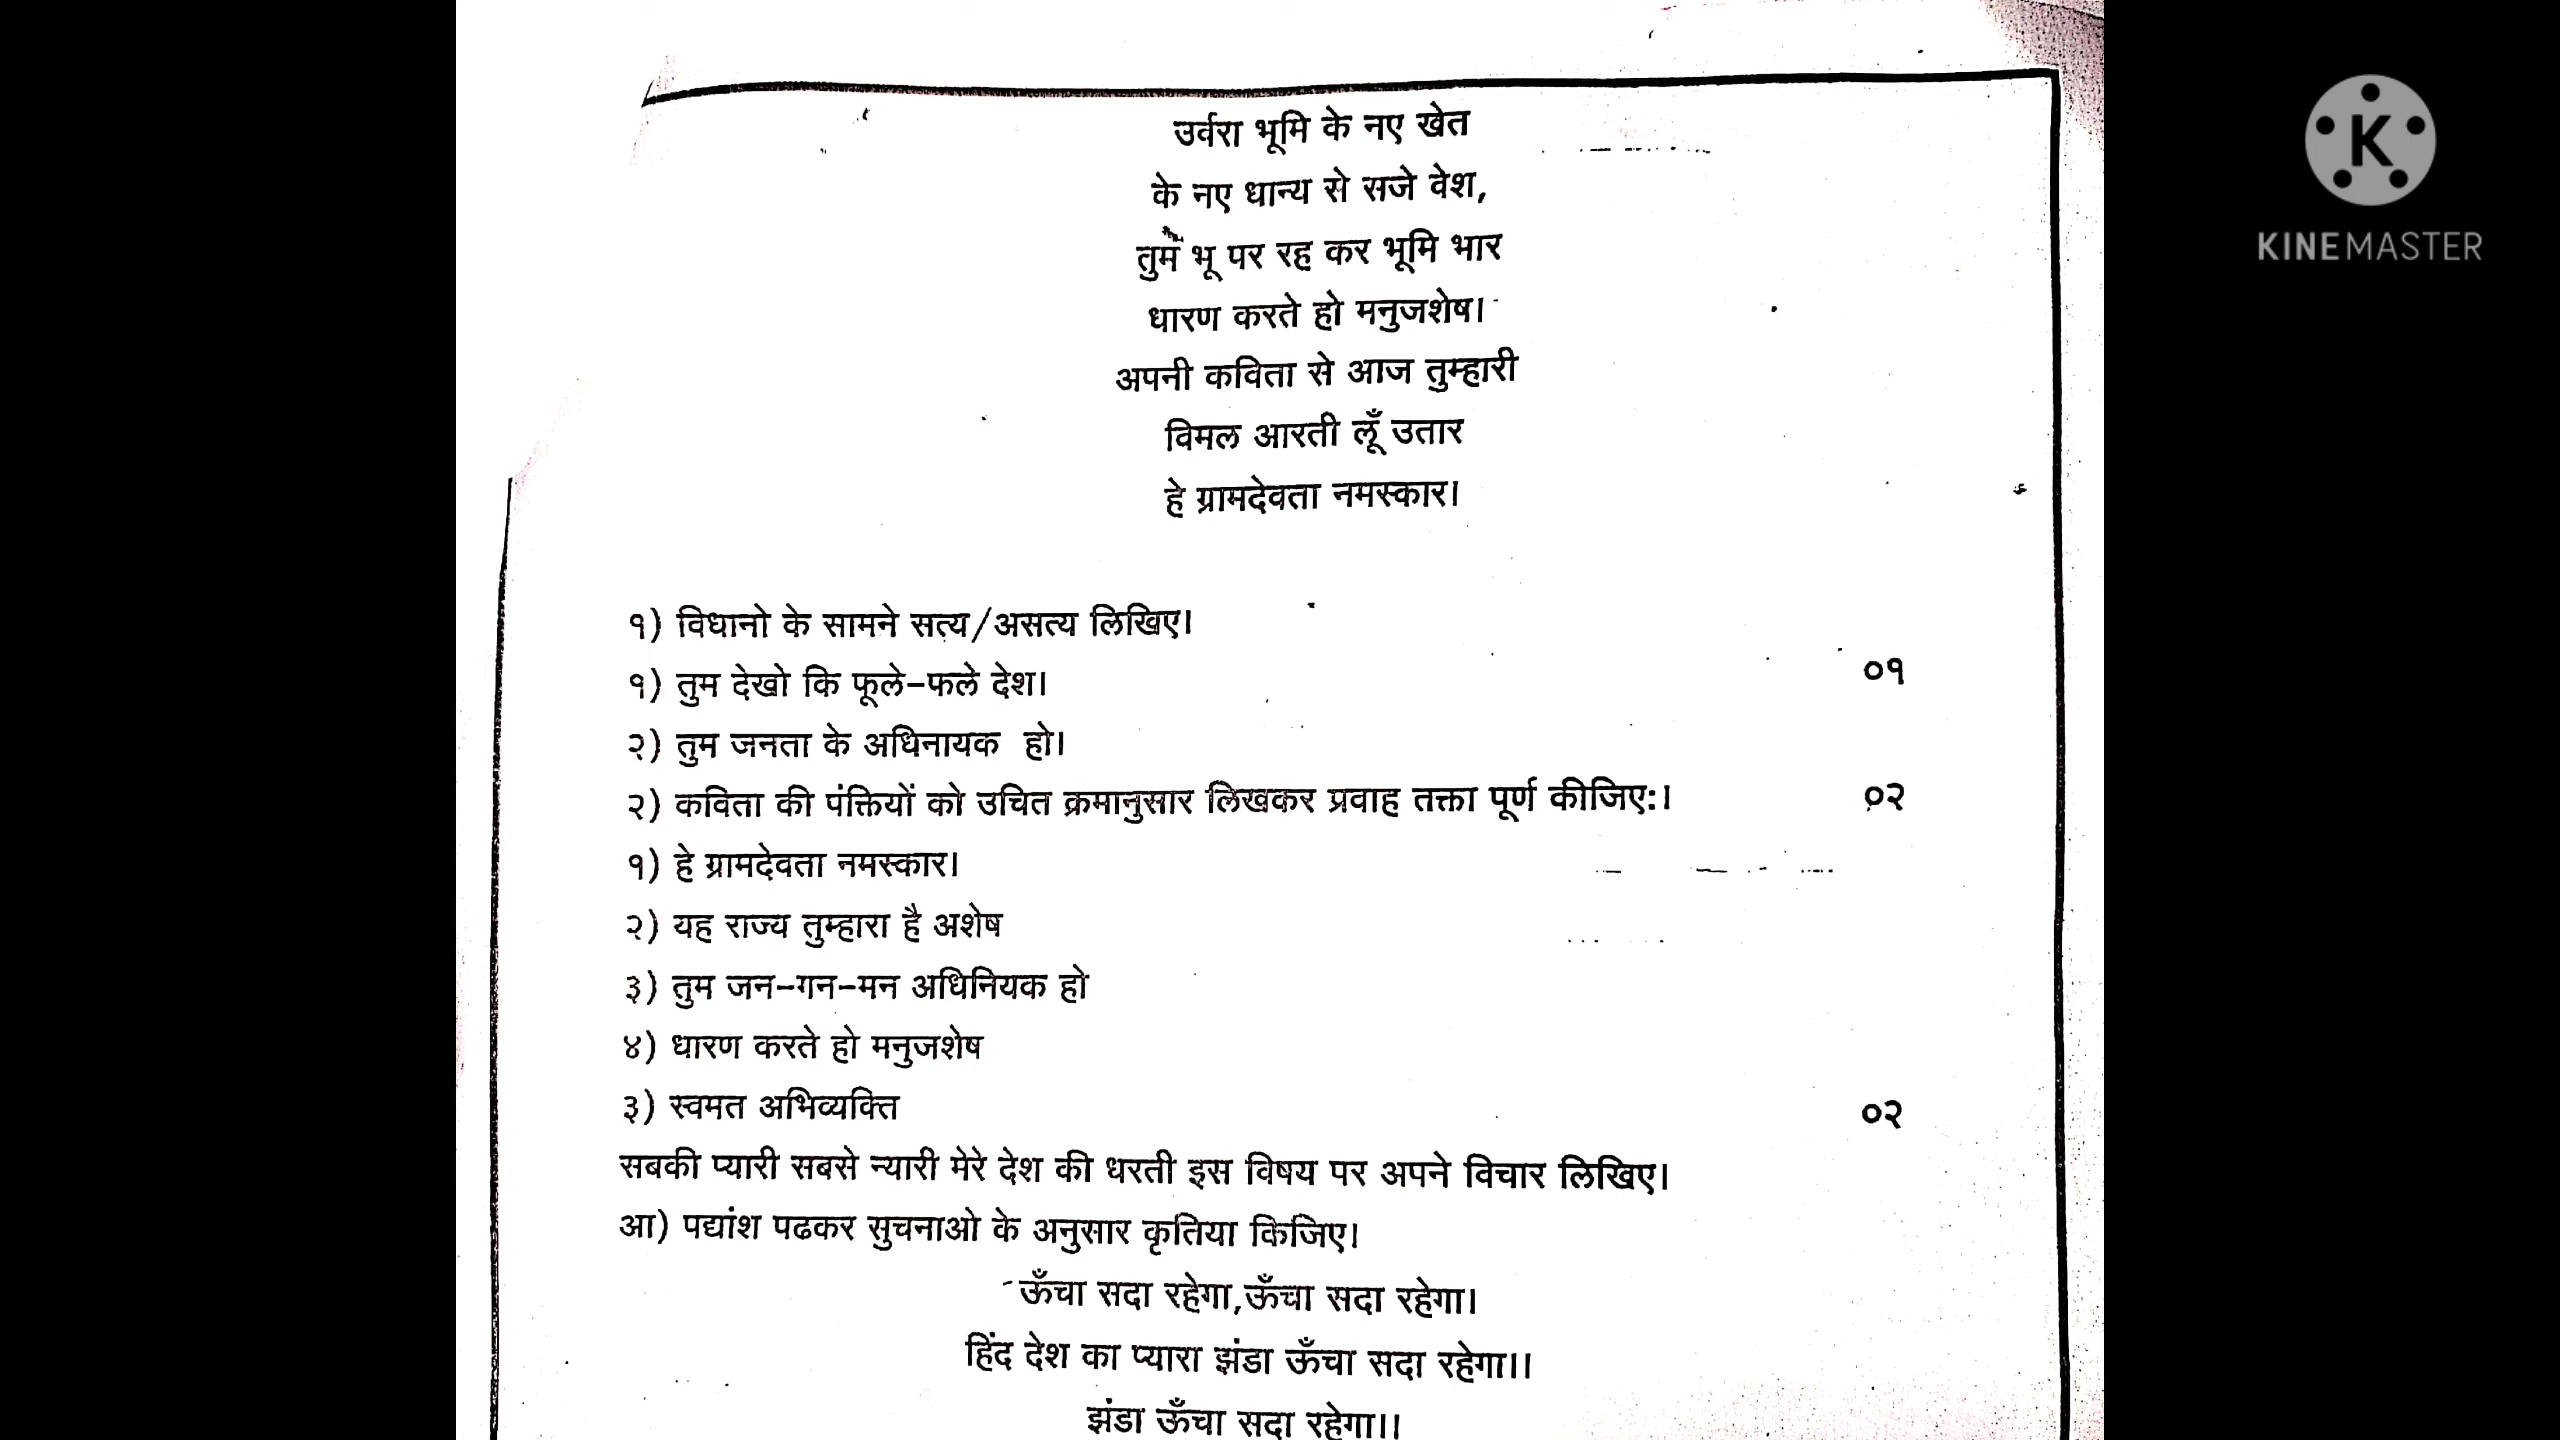 उर्वरा भूमि के नए खेत
के नए धान्य से सजे वेश,
तुम भू पर रह कर भूमि भार
धारण करते हो मनुजशेष।
अपनी कविता से आज तुम्हारी
विमल आरती लूँ उतार
हे ग्रामदेवता नमस्कार।
१) विधानो के सामने सत्य/असत्य लिखिए।
१) तुम देखो कि फूले-फले देश। ०१
२) तुम जनता के अधिनायक हो।
२) कविता की पंक्तियों को उचित क्रमानुसार लिखकर प्रवाह तक्ता पूर्ण कीजिए:। ०२
१) हे ग्रामदेवता नमस्कार।
२) यह राज्य तुम्हारा है अशेष
३) तुम जन-गन-मन अधिनियक हो
४) धारण करते हो मनुजशेष
३) स्वमत अभिव्यक्ति ०२
सबकी प्यारी सबसे न्यारी मेरे देश की धरती इस विषय पर अपने विचार लिखिए।
आ) पद्यांश पढकर सुचनाओ के अनुसार कृतिया किजिए।
ऊँचा सदा रहेगा,ऊँचा सदा रहेगा।
हिंद देश का प्यारा झंडा ऊँचा सदा रहेगा।।
झंडा ऊँचा सदा रहेगा।।
K
KINEMASTER